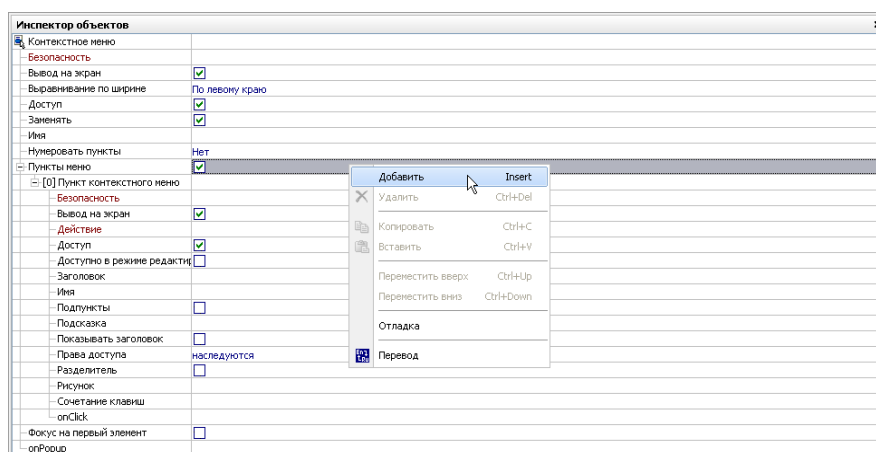 Инспектор объектов
Контекстное меню
Безопасность
Вывод на экран
Выравнивание по ширине По левому краю
Доступ
Заменять
Имя
Нумеровать пункты Нет
Пункты меню
[0] Пункт контекстного меню
Безопасность
Вывод на экран
Действие
Доступ
Доступно в режиме редактир
Заголовок
Имя
Подпункты
Подсказка
Показывать заголовок
Права доступа наследуются
Разделитель
Рисунок
Сочетание клавиш
onClick
Фокус на первый элемент
onPopup
Добавить Insert
Удалить Ctrl+Del
Копировать Ctrl+C
Вставить Ctrl+V
Переместить вверх Ctrl+Up
Переместить вниз Ctrl+Down
Отладка
Перевод